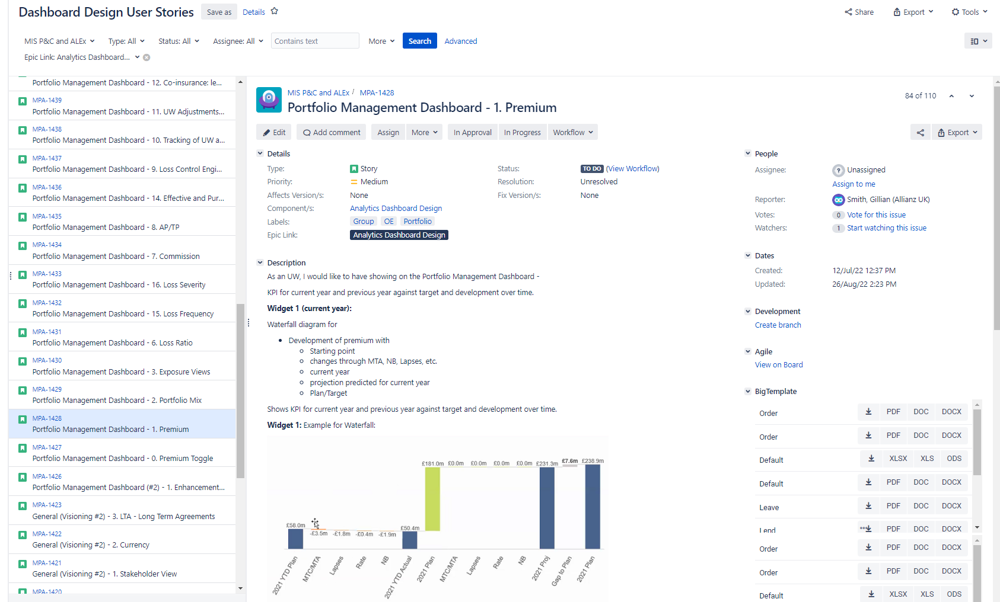 Dashboard Design User Stories Save as Details
Share Export Tools
MIS P&C and ALEx Type: All Status: All Assignee: All Contains text More Search Advanced
Epic Link: Analytics Dashboard...
Portfolio Management Dashboard - 12. Co-insurance: le...
MPA-1439
Portfolio Management Dashboard - 11. UW Adjustments...
MPA-1438
Portfolio Management Dashboard - 10. Tracking of UW a...
MPA-1437
Portfolio Management Dashboard - 9. Loss Control Engi...
MPA-1436
Portfolio Management Dashboard - 14. Effective and Pur...
MPA-1435
Portfolio Management Dashboard - 8. AP/TP
MPA-1434
Portfolio Management Dashboard - 7. Commission
MPA-1433
Portfolio Management Dashboard - 16. Loss Severity
MPA-1432
Portfolio Management Dashboard - 15. Loss Frequency
MPA-1431
Portfolio Management Dashboard - 6. Loss Ratio
MPA-1430
Portfolio Management Dashboard - 3. Exposure Views
MPA-1429
Portfolio Management Dashboard - 2. Portfolio Mix
MPA-1428
Portfolio Management Dashboard - 1. Premium
MPA-1427
Portfolio Management Dashboard - 0. Premium Toggle
MPA-1426
Portfolio Management Dashboard (#2) - 1. Enhancement...
MPA-1423
General (Visioning #2) - 3. LTA - Long Term Agreements
MPA-1422
General (Visioning #2) - 2. Currency
MPA-1421
General (Visioning #2) - 1. Stakeholder View
MPA-1420
MIS P&C and ALEx / MPA-1428
84 of 110
Portfolio Management Dashboard - 1. Premium
Edit Add comment Assign More In Approval In Progress Workflow
Export
Details
Type: Story
Status: TO DO (View Workflow)
Priority: Medium
Resolution: Unresolved
Affects Version/s: None
Fix Version/s: None
Component/s: Analytics Dashboard Design
Labels: Group OE Portfolio
Epic Link: Analytics Dashboard Design
Description
As an UW, I would like to have showing on the Portfolio Management Dashboard -
KPI for current year and previous year against target and development over time.
Widget 1 (current year):
Waterfall diagram for
• Development of premium with
○ Starting point
○ changes through MTA, NB, Lapses, etc.
○ current year
○ projection predicted for current year
○ Plan/Target
Shows KPI for current year and previous year against target and development over time.
Widget 1: Example for Waterfall:
£181.0m £0.0m £0.0m £0.0m £0.0m £231.3m £7.6m £238.9m
£58.0m -£3.5m -£1.8m -£0.4m -£1.9m £50.4m
2021 YTD Plan
MTC/MTA
Lapses
Rate
NB
2021 YTD Actual
2021 Plan
MTC/MTA
Lapses
Rate
NB
2021 Proj
Gap to Plan
2021 Plan
People
Assignee: ? Unassigned
Assign to me
Reporter: Smith, Gillian (Allianz UK)
Votes: 0 Vote for this issue
Watchers: 1 Start watching this issue
Dates
Created: 12/Jul/22 12:37 PM
Updated: 26/Aug/22 2:23 PM
Development
Create branch
Agile
View on Board
BigTemplate
Order PDF DOC DOCX
Order PDF DOC DOCX
Default XLSX XLS ODS
Default PDF DOC DOCX
Leave PDF DOC DOCX
Lend PDF DOC DOCX
Order PDF DOC DOCX
Order PDF DOC DOCX
Default XLSX XLS ODS